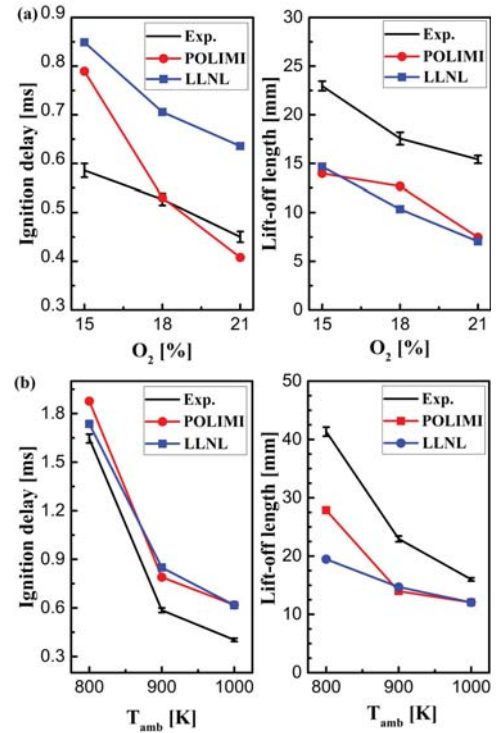 (a)
0.9
0.8
0.7
0.6
0.5
0.4
0.3
Ignition delay [ms]
Exp.
POLIMI
LLNL
15 18 21
O2 [%]
30
25
20
15
10
5
0
Lift-off length [mm]
Exp.
POLIMI
LLNL
15 18 21
O2 [%]
(b)
1.8
1.5
1.2
0.9
0.6
0.3
Ignition delay [ms]
Exp.
POLIMI
LLNL
800 900 1000
Tamb [K]
50
40
30
20
10
0
Lift-off length [mm]
Exp.
POLIMI
LLNL
800 900 1000
Tamb [K]